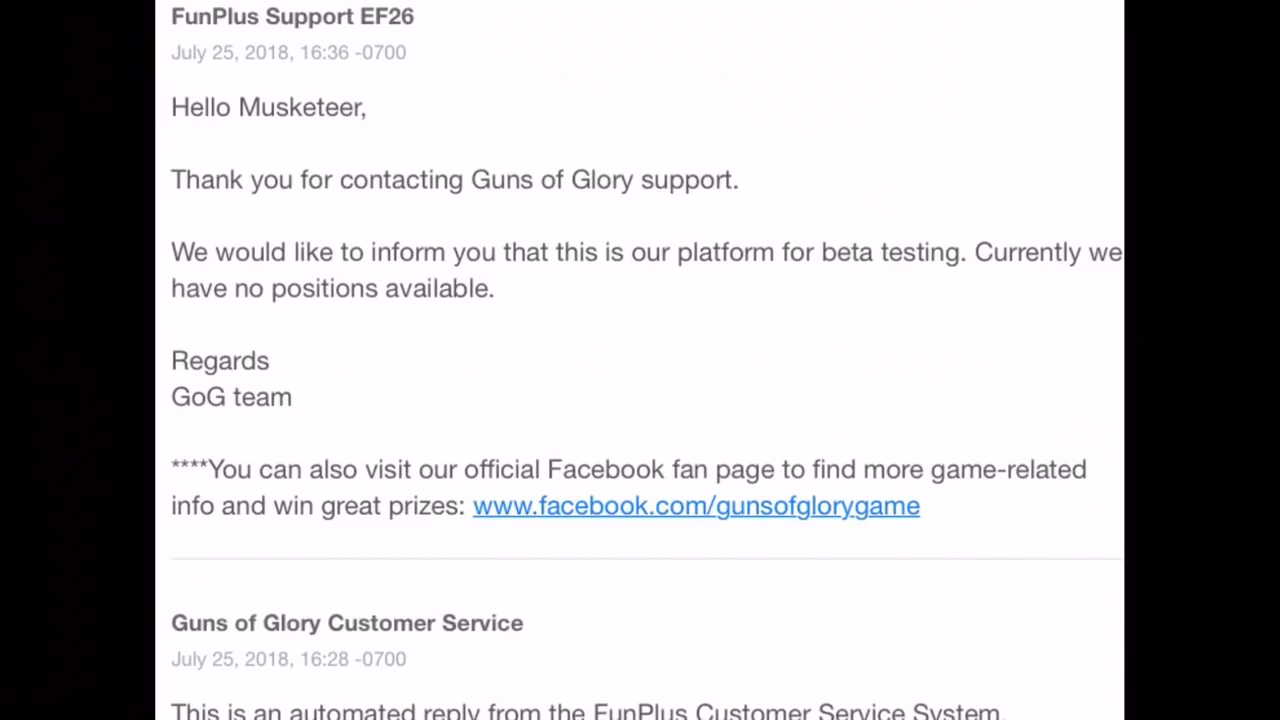 FunPlus Support EF26
July 25, 2018, 16:36 -0700
Hello Musketeer,
Thank you for contacting Guns of Glory support.
We would like to inform you that this is our platform for beta testing. Currently we
have no positions available.
Regards
GoG team
****You can also visit our official Facebook fan page to find more game-related
info and win great prizes: www.facebook.com/gunsofglorygame
Guns of Glory Customer Service
July 25, 2018, 16:28 -0700
This is an automated reply from the FunPlus Customer Service System.